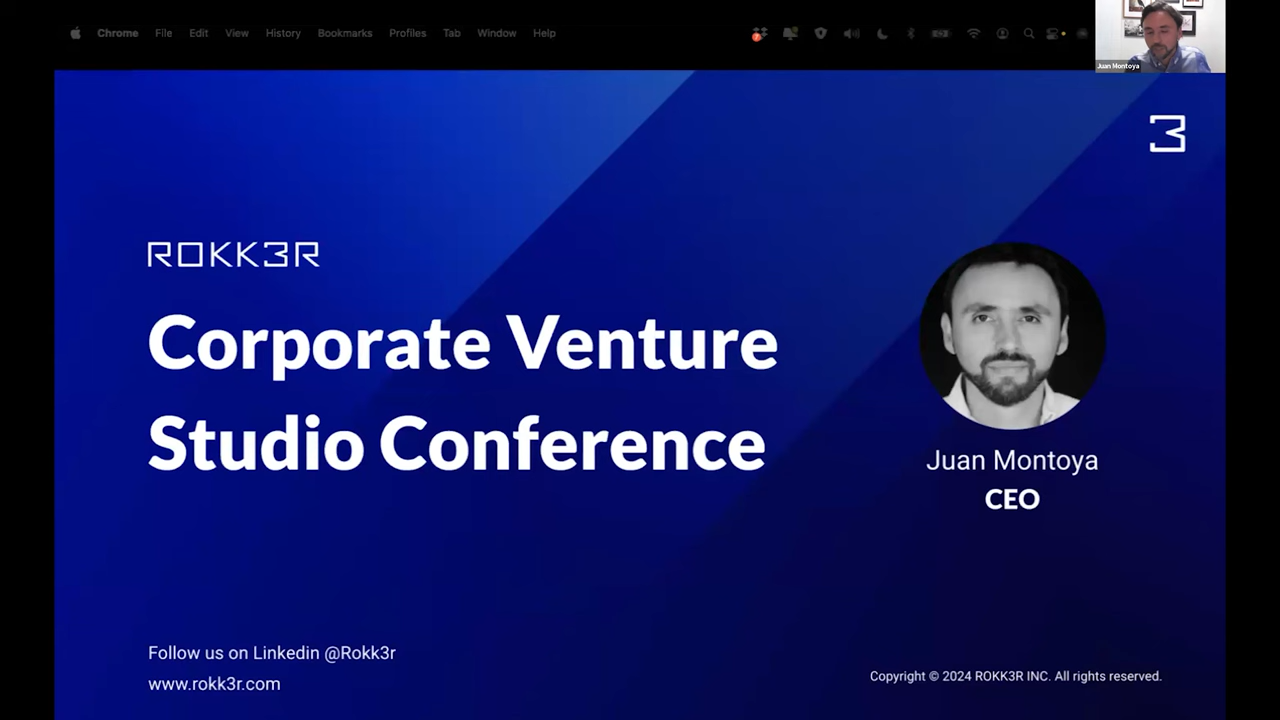 Chrome File Edit View History Bookmarks Profiles Tab Window Help
Juan Montoya
3
ROKK3R
Corporate Venture
Studio Conference
Juan Montoya
CEO
Follow us on Linkedin @Rokk3r
www.rokk3r.com
Copyright © 2024 ROKK3R INC. All rights reserved.